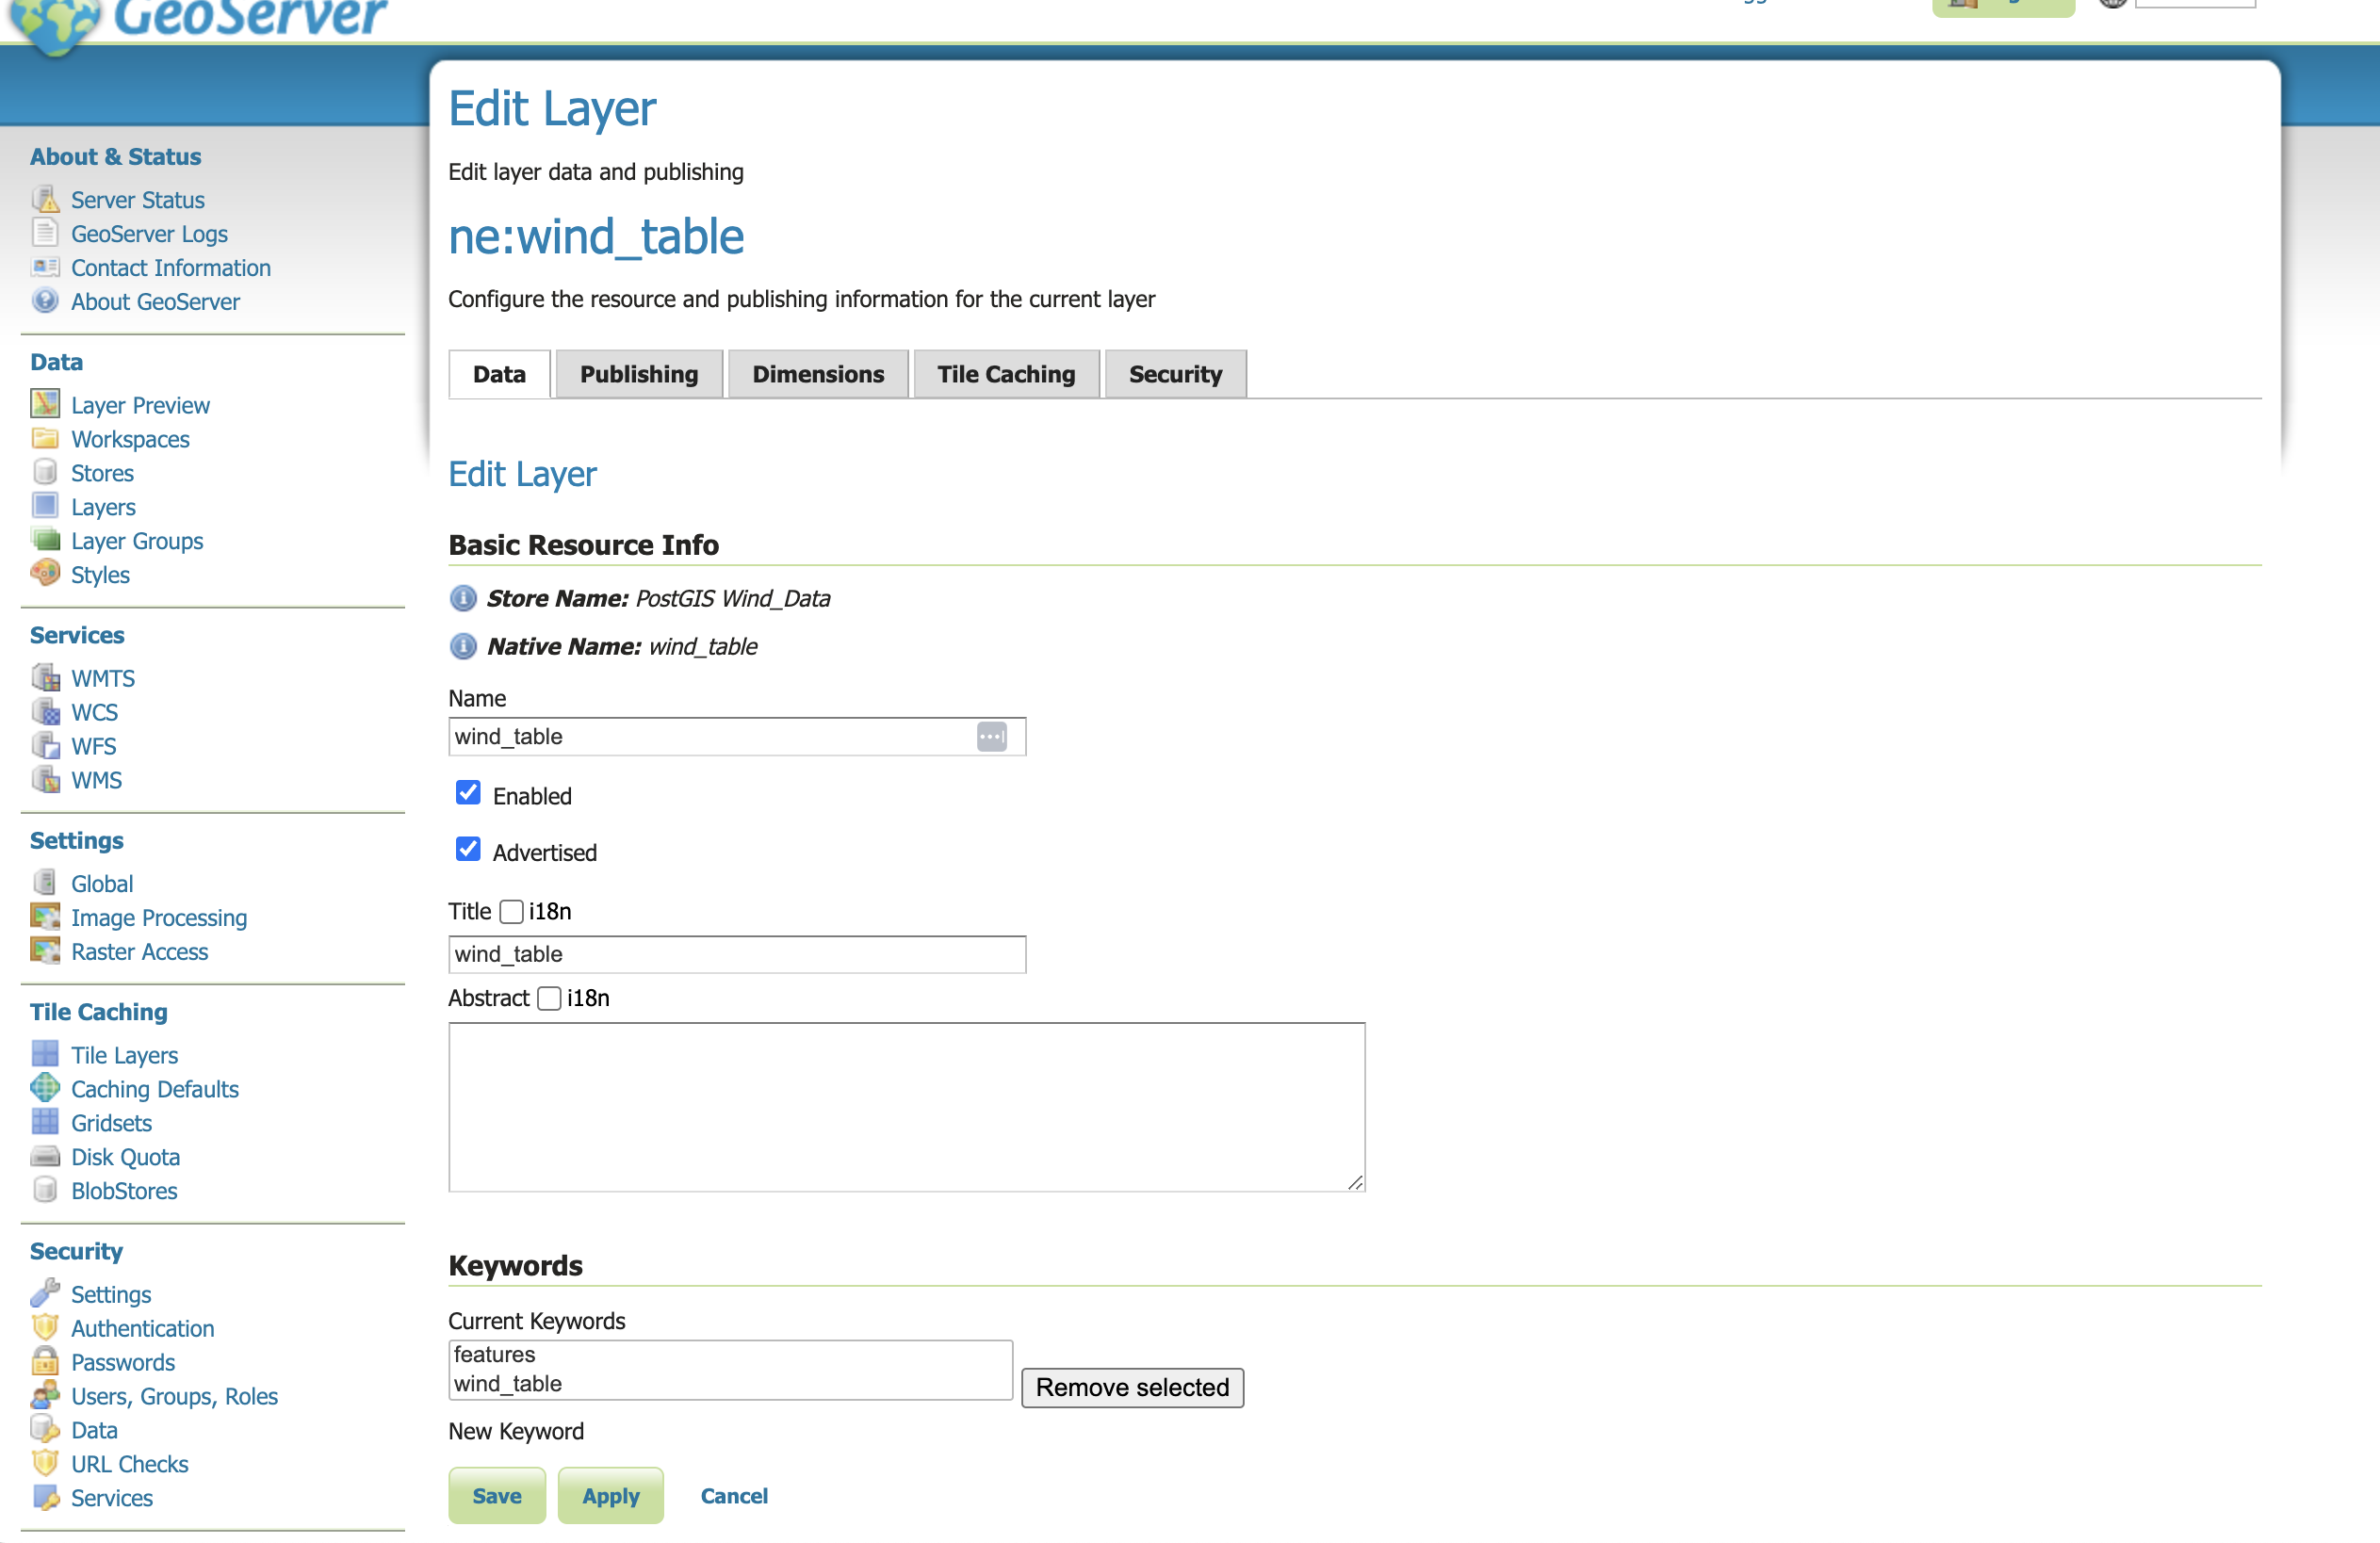 GeoServer
About & Status
Server Status
GeoServer Logs
Contact Information
About GeoServer
Data
Layer Preview
Workspaces
Stores
Layers
Layer Groups
Styles
Services
WMTS
WCS
WFS
WMS
Settings
Global
Image Processing
Raster Access
Tile Caching
Tile Layers
Caching Defaults
Gridsets
Disk Quota
BlobStores
Security
Settings
Authentication
Passwords
Users, Groups, Roles
Data
URL Checks
Services
Edit Layer
Edit layer data and publishing
ne:wind_table
Configure the resource and publishing information for the current layer
Data Publishing Dimensions Tile Caching Security
Edit Layer
Basic Resource Info
Store Name: PostGIS Wind_Data
Native Name: wind_table
Name
wind_table
Enabled
Advertised
Title i18n
wind_table
Abstract i18n
Keywords
Current Keywords
features
wind_table
Remove selected
New Keyword
Save Apply Cancel